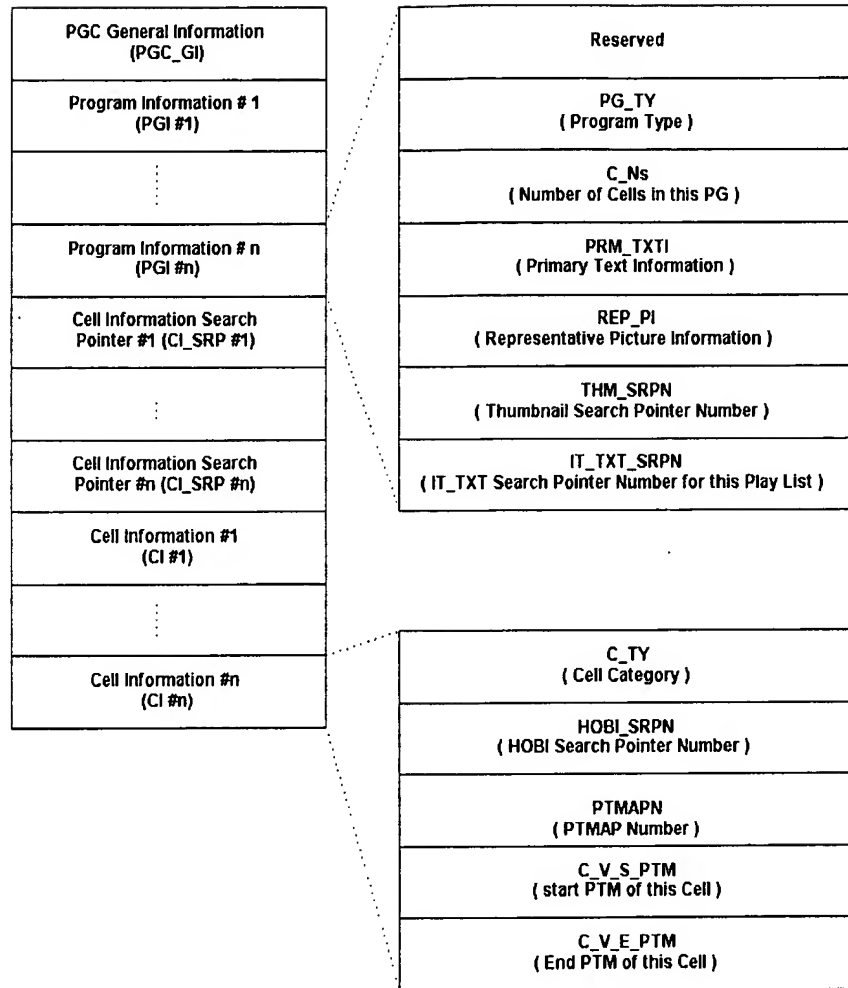 PGC General Information
(PGC_GI)
Program Information # 1
(PGI #1)
Program Information # n
(PGI #n)
Cell Information Search
Pointer #1 (CI_SRP #1)
Cell Information Search
Pointer #n (CI_SRP #n)
Cell Information #1
(CI #1)
Cell Information #n
(CI #n)
Reserved
PG_TY
( Program Type )
C_Ns
( Number of Cells in this PG )
PRM_TXTI
( Primary Text Information )
REP_PI
( Representative Picture Information )
THM_SRPN
( Thumbnail Search Pointer Number )
IT_TXT_SRPN
( IT_TXT Search Pointer Number for this Play List )
C_TY
( Cell Category )
HOBI_SRPN
( HOBI Search Pointer Number )
PTMAPN
( PTMAP Number )
C_V_S_PTM
( start PTM of this Cell )
C_V_E_PTM
( End PTM of this Cell )